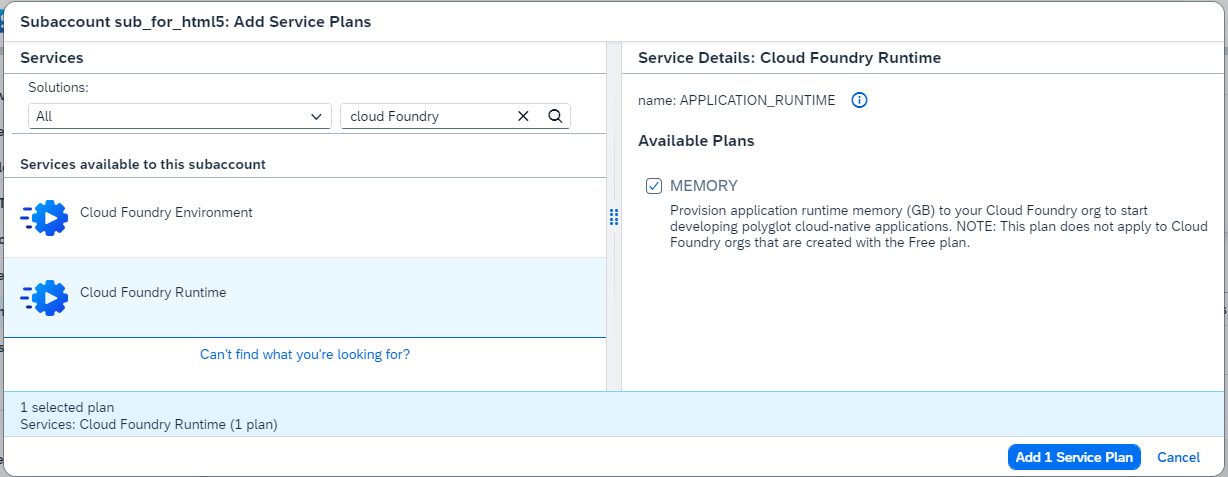 Subaccount sub_for_html5: Add Service Plans
Services
Solutions:
All
cloud Foundry
Services available to this subaccount
Cloud Foundry Environment
Cloud Foundry Runtime
Can't find what you're looking for?
Service Details: Cloud Foundry Runtime
name: APPLICATION_RUNTIME
Available Plans
MEMORY
Provision application runtime memory (GB) to your Cloud Foundry org to start
developing polyglot cloud-native applications. NOTE: This plan does not apply to Cloud
Foundry orgs that are created with the Free plan.
1 selected plan
Services: Cloud Foundry Runtime (1 plan)
Add 1 Service Plan
Cancel